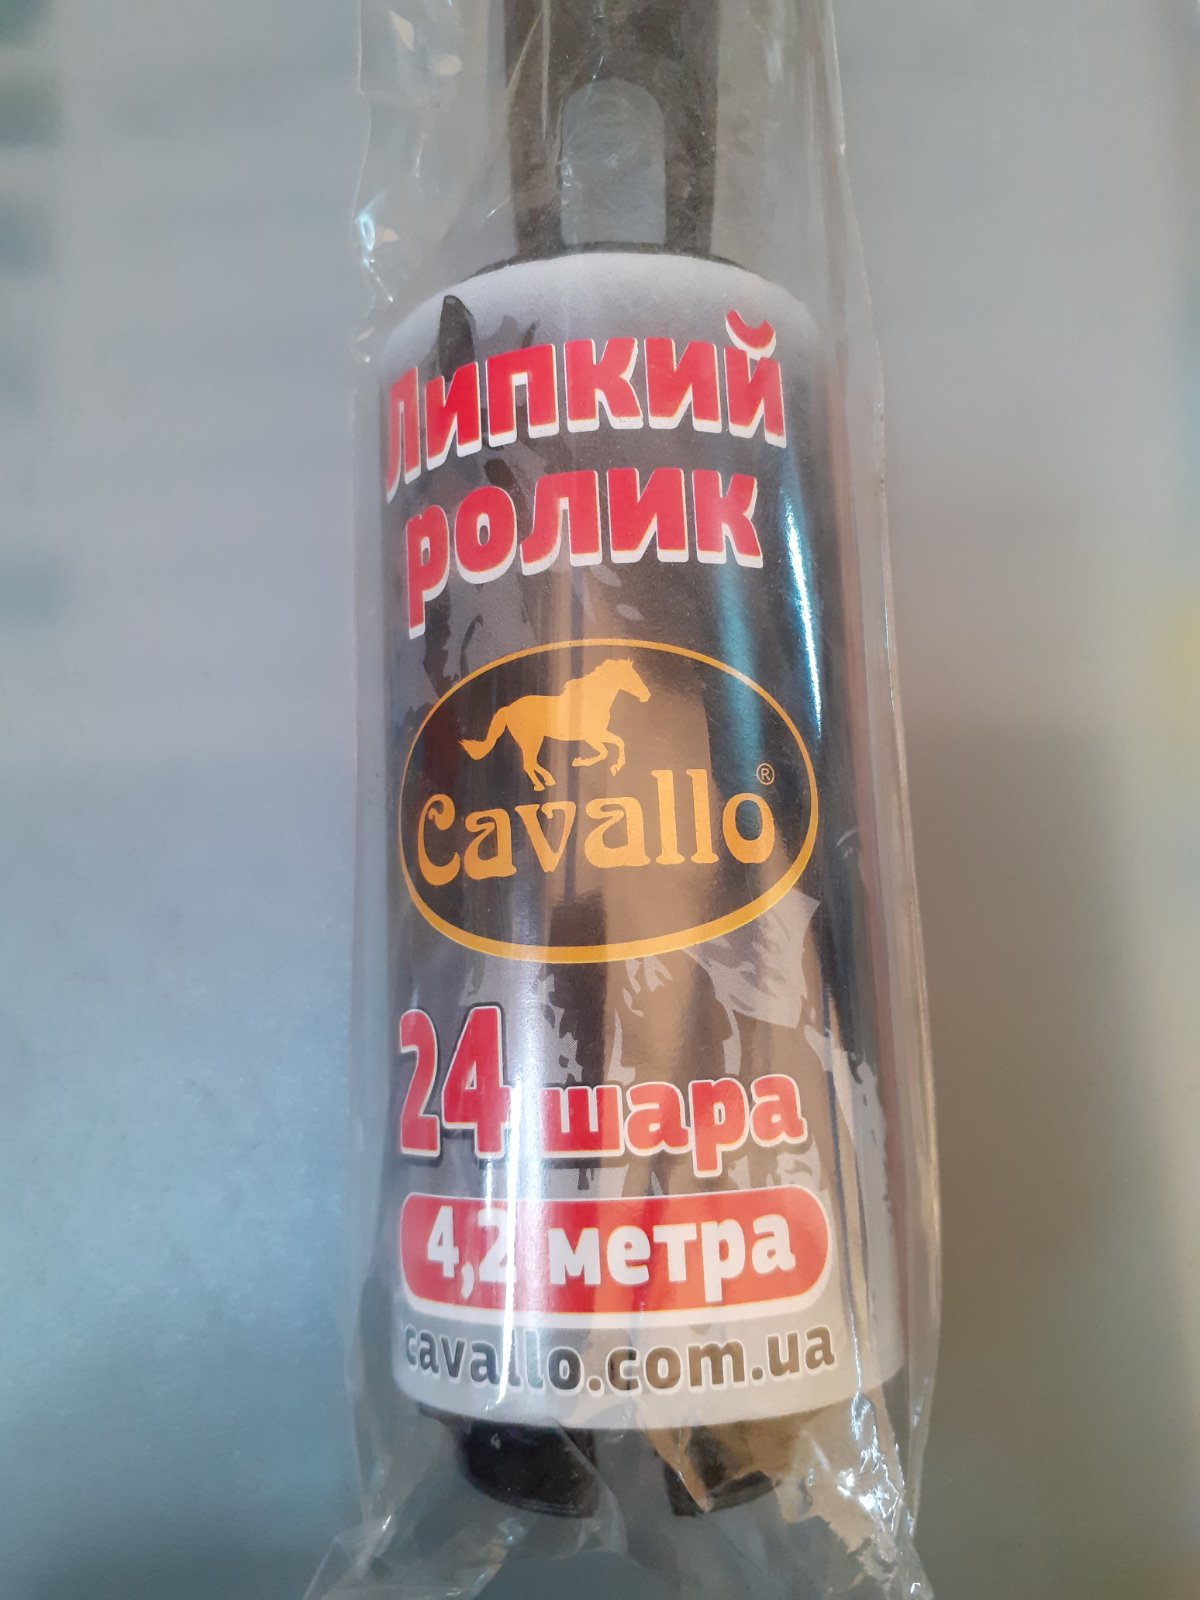 Липкий
ролик
Cavallo ®
24 шара
4,2 метра
cavallo.com.ua